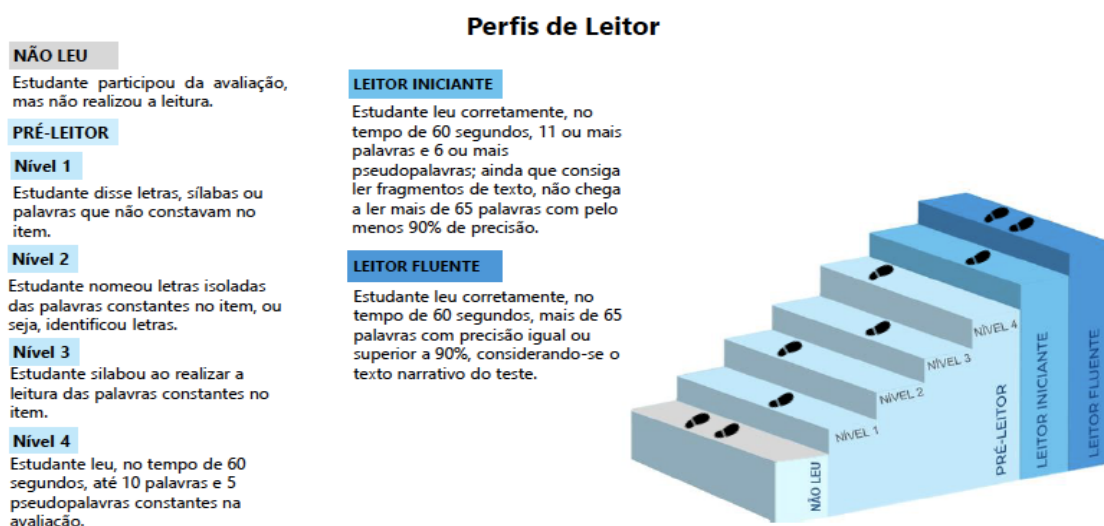 Perfis de Leitor
NÃO LEU
Estudante participou da avaliação,
mas não realizou a leitura.
PRÉ-LEITOR
Nível 1
Estudante disse letras, sílabas ou
palavras que não constavam no
item.
Nível 2
Estudante nomeou letras isoladas
das palavras constantes no item, ou
seja, identificou letras.
Nível 3
Estudante silabou ao realizar a
leitura das palavras constantes no
item.
Nível 4
Estudante leu, no tempo de 60
segundos, até 10 palavras e 5
pseudopalavras constantes na
avaliação.
LEITOR INICIANTE
Estudante leu corretamente, no
tempo de 60 segundos, 11 ou mais
palavras e 6 ou mais
pseudopalavras; ainda que consiga
ler fragmentos de texto, não chega
a ler mais de 65 palavras com pelo
menos 90% de precisão.
LEITOR FLUENTE
Estudante leu corretamente, no
tempo de 60 segundos, mais de 65
palavras com precisão igual ou
superior a 90%, considerando-se o
texto narrativo do teste.
NÃO LEU
NÍVEL 1
NÍVEL 2
NÍVEL 3
NÍVEL 4
PRÉ-LEITOR
LEITOR INICIANTE
LEITOR FLUENTE